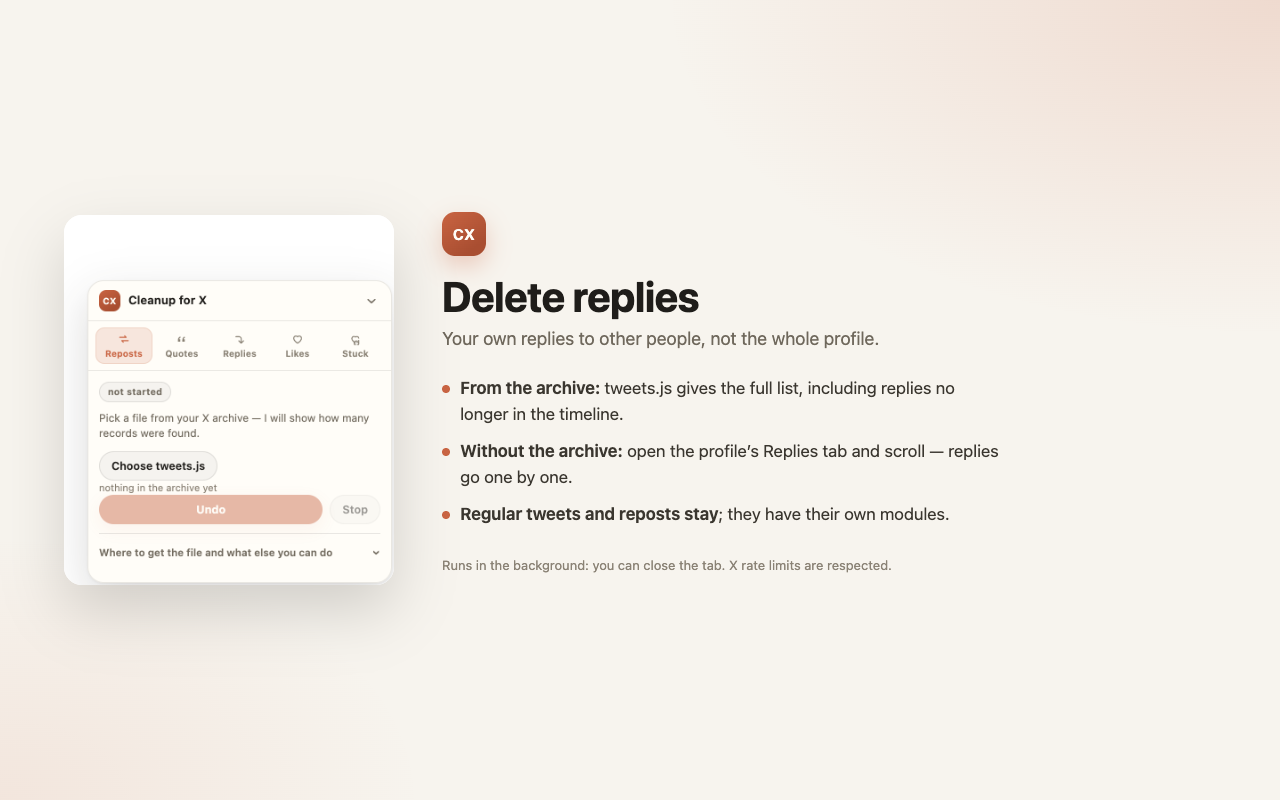 CX
Cleanup for X
Reposts
Quotes
Replies
Likes
Stuck
not started
Pick a file from your X archive — I will show how many
records were found.
Choose tweets.js
nothing in the archive yet
Undo
Stop
Where to get the file and what else you can do
CX
Delete replies
Your own replies to other people, not the whole profile.
From the archive: tweets.js gives the full list, including replies no
longer in the timeline.
Without the archive: open the profile’s Replies tab and scroll — replies
go one by one.
Regular tweets and reposts stay; they have their own modules.
Runs in the background: you can close the tab. X rate limits are respected.